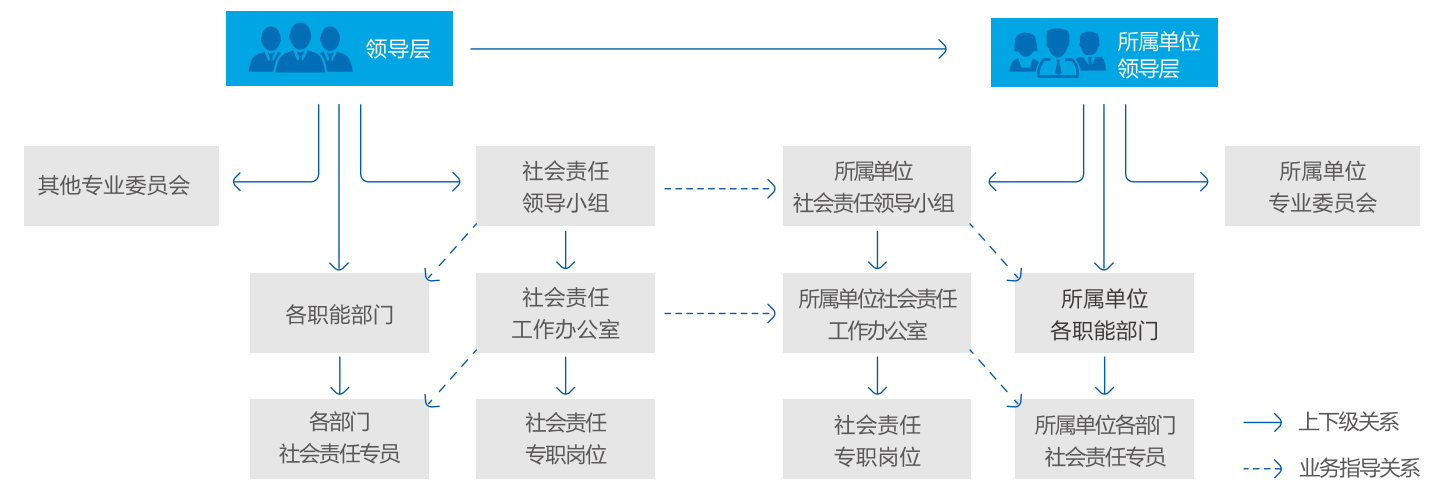 领导层
所属单位
领导层
其他专业委员会
社会责任
领导小组
所属单位
社会责任领导小组
所属单位
专业委员会
各职能部门
社会责任
工作办公室
所属单位社会责任
工作办公室
所属单位
各职能部门
各部门
社会责任专员
社会责任
专职岗位
社会责任
专职岗位
所属单位各部门
社会责任专员
上下级关系
业务指导关系